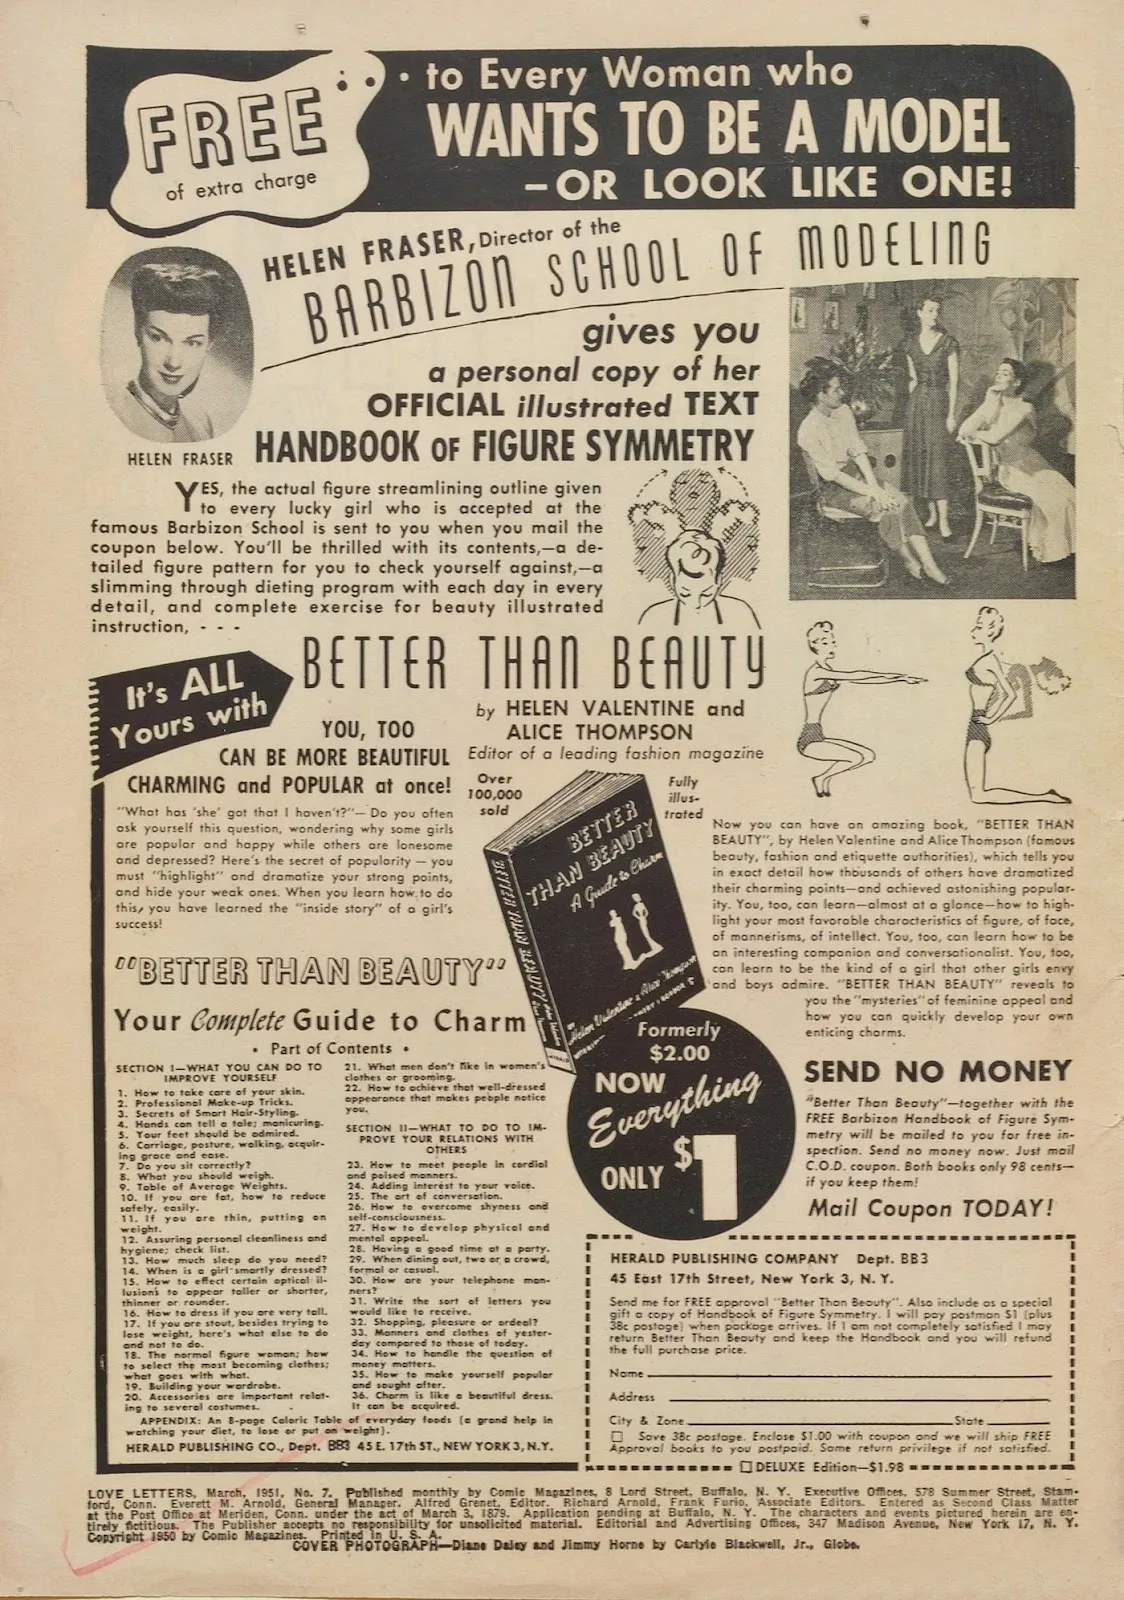 FREE
of extra charge
to Every Woman who
WANTS TO BE A MODEL
—OR LOOK LIKE ONE!
HELEN FRASER, Director of the
BARBIZON SCHOOL OF MODELING
gives you
a personal copy of her
OFFICIAL illustrated TEXT
HANDBOOK OF FIGURE SYMMETRY
HELEN FRASER
YES, the actual figure streamlining outline given
to every lucky girl who is accepted at the
famous Barbizon School is sent to you when you mail the
coupon below. You'll be thrilled with its contents,—a de-
tailed figure pattern for you to check yourself against,—a
slimming through dieting program with each day in every
detail, and complete exercise for beauty illustrated
instruction, - - -
It's ALL
Yours with
BETTER THAN BEAUTY
by HELEN VALENTINE and
ALICE THOMPSON
Editor of a leading fashion magazine
YOU, TOO
CAN BE MORE BEAUTIFUL
CHARMING and POPULAR at once!
"What has 'she' got that I haven't?"— Do you often
ask yourself this question, wondering why some girls
are popular and happy while others are lonesome
and depressed? Here's the secret of popularity — you
must "highlight" and dramatize your strong points,
and hide your weak ones. When you learn how to do
this, you have learned the "inside story" of a girl's
success!
Over
100,000
sold
Fully
illus-
trated
BETTER
THAN BEAUTY
A Guide to Charm
Helen Valentine & Alice Thompson
BETTER THAN BEAUTY
Now you can have an amazing book, "BETTER THAN
BEAUTY", by Helen Valentine and Alice Thompson (famous
beauty, fashion and etiquette authorities), which tells you
in exact detail how thousands of others have dramatized
their charming points—and achieved astonishing popular-
ity. You, too, can learn—almost at a glance—how to high-
light your most favorable characteristics of figure, of face,
of mannerisms, of intellect. You, too, can learn how to be
an interesting companion and conversationalist. You, too,
can learn to be the kind of a girl that other girls envy
and boys admire. "BETTER THAN BEAUTY" reveals to
you the "mysteries" of feminine appeal and
how you can quickly develop your own
enticing charms.
"BETTER THAN BEAUTY"
Your Complete Guide to Charm
• Part of Contents •
SECTION I—WHAT YOU CAN DO TO
IMPROVE YOURSELF
1. How to take care of your skin.
2. Professional Make-up Tricks.
3. Secrets of Smart Hair-Styling.
4. Hands can tell a tale; manicuring.
5. Your feet should be admired.
6. Carriage, posture, walking, acquir-
ing grace and ease.
7. Do you sit correctly?
8. What you should weigh.
9. Table of Average Weights.
10. If you are fat, how to reduce
safely, easily.
11. If you are thin, putting on
weight.
12. Assuring personal cleanliness and
hygiene; check list.
13. How much sleep do you need?
14. When is a girl smartly dressed?
15. How to effect certain optical il-
lusions to appear taller or shorter,
thinner or rounder.
16. How to dress if you are very tall.
17. If you are stout, besides trying to
lose weight, here's what else to do
and not to do.
18. The normal figure woman; how
to select the most becoming clothes;
what goes with what.
19. Building your wardrobe.
20. Accessories are important relat-
ing to several costumes.
21. What men don't like in women's
clothes or grooming.
22. How to achieve that well-dressed
appearance that makes people notice
you.
SECTION II—WHAT TO DO TO IM-
PROVE YOUR RELATIONS WITH
OTHERS
23. How to meet people in cordial
and poised manners.
24. Adding interest to your voice.
25. The art of conversation.
26. How to overcome shyness and
self-consciousness.
27. How to develop physical and
mental appeal.
28. Having a good time at a party.
29. When dining out, two or a crowd,
formal or casual.
30. How are your telephone man-
ners?
31. Write the sort of letters you
would like to receive.
32. Shopping, pleasure or ordeal?
33. Manners and clothes of yester-
day compared to those of today.
34. How to handle the question of
money matters.
35. How to make yourself popular
and sought after.
36. Charm is like a beautiful dress.
It can be acquired.
APPENDIX: An 8-page Caloric Table of everyday foods (a grand help in
watching your diet, to lose or put on weight).
HERALD PUBLISHING CO., Dept. BB3 45 E. 17th ST., NEW YORK 3, N.Y.
Formerly
$2.00
NOW
Everything
ONLY $1
SEND NO MONEY
"Better Than Beauty"—together with the
FREE Barbizon Handbook of Figure Sym-
metry will be mailed to you for free in-
spection. Send no money now. Just mail
C.O.D. coupon. Both books only 98 cents—
if you keep them!
Mail Coupon TODAY!
HERALD PUBLISHING COMPANY Dept. BB3
45 East 17th Street, New York 3, N. Y.
Send me for FREE approval "Better Than Beauty". Also include as a special
gift a copy of Handbook of Figure Symmetry. I will pay postman $1 (plus
38c postage) when package arrives. If I am not completely satisfied I may
return Better Than Beauty and keep the Handbook and you will refund
the full purchase price.
Name
Address
City & Zone State
Save 38c postage. Enclose $1.00 with coupon and we will ship FREE
Approval books to you postpaid. Same return privilege if not satisfied.
DELUXE Edition—$1.98
LOVE LETTERS, March, 1951, No. 7. Published monthly by Comic Magazines, 8 Lord Street, Buffalo, N. Y. Executive Offices, 578 Summer Street, Stam-
ford, Conn. Everett M. Arnold, General Manager. Alfred Grenet, Editor. Richard Arnold, Frank Furio, Associate Editors. Entered as Second Class Matter
at the Post Office at Meriden, Conn. under the act of March 3, 1879. Application pending at Buffalo, N. Y. The characters and events pictured herein are en-
tirely fictitious. The Publisher accepts no responsibility for unsolicited material. Editorial and Advertising Offices, 347 Madison Avenue, New York 17, N. Y.
Copyright 1950 by Comic Magazines. Printed in U. S. A.
COVER PHOTOGRAPH—Diane Daley and Jimmy Horne by Carlyle Blackwell, Jr., Globe.